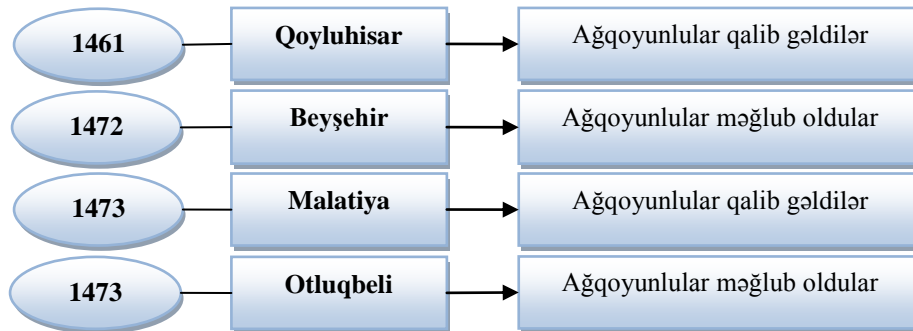 1461 Qoyluhisar Ağqoyunlular qalib gəldilər
1472 Beyşehir Ağqoyunlular məğlub oldular
1473 Malatiya Ağqoyunlular qalib gəldilər
1473 Otluqbeli Ağqoyunlular məğlub oldular